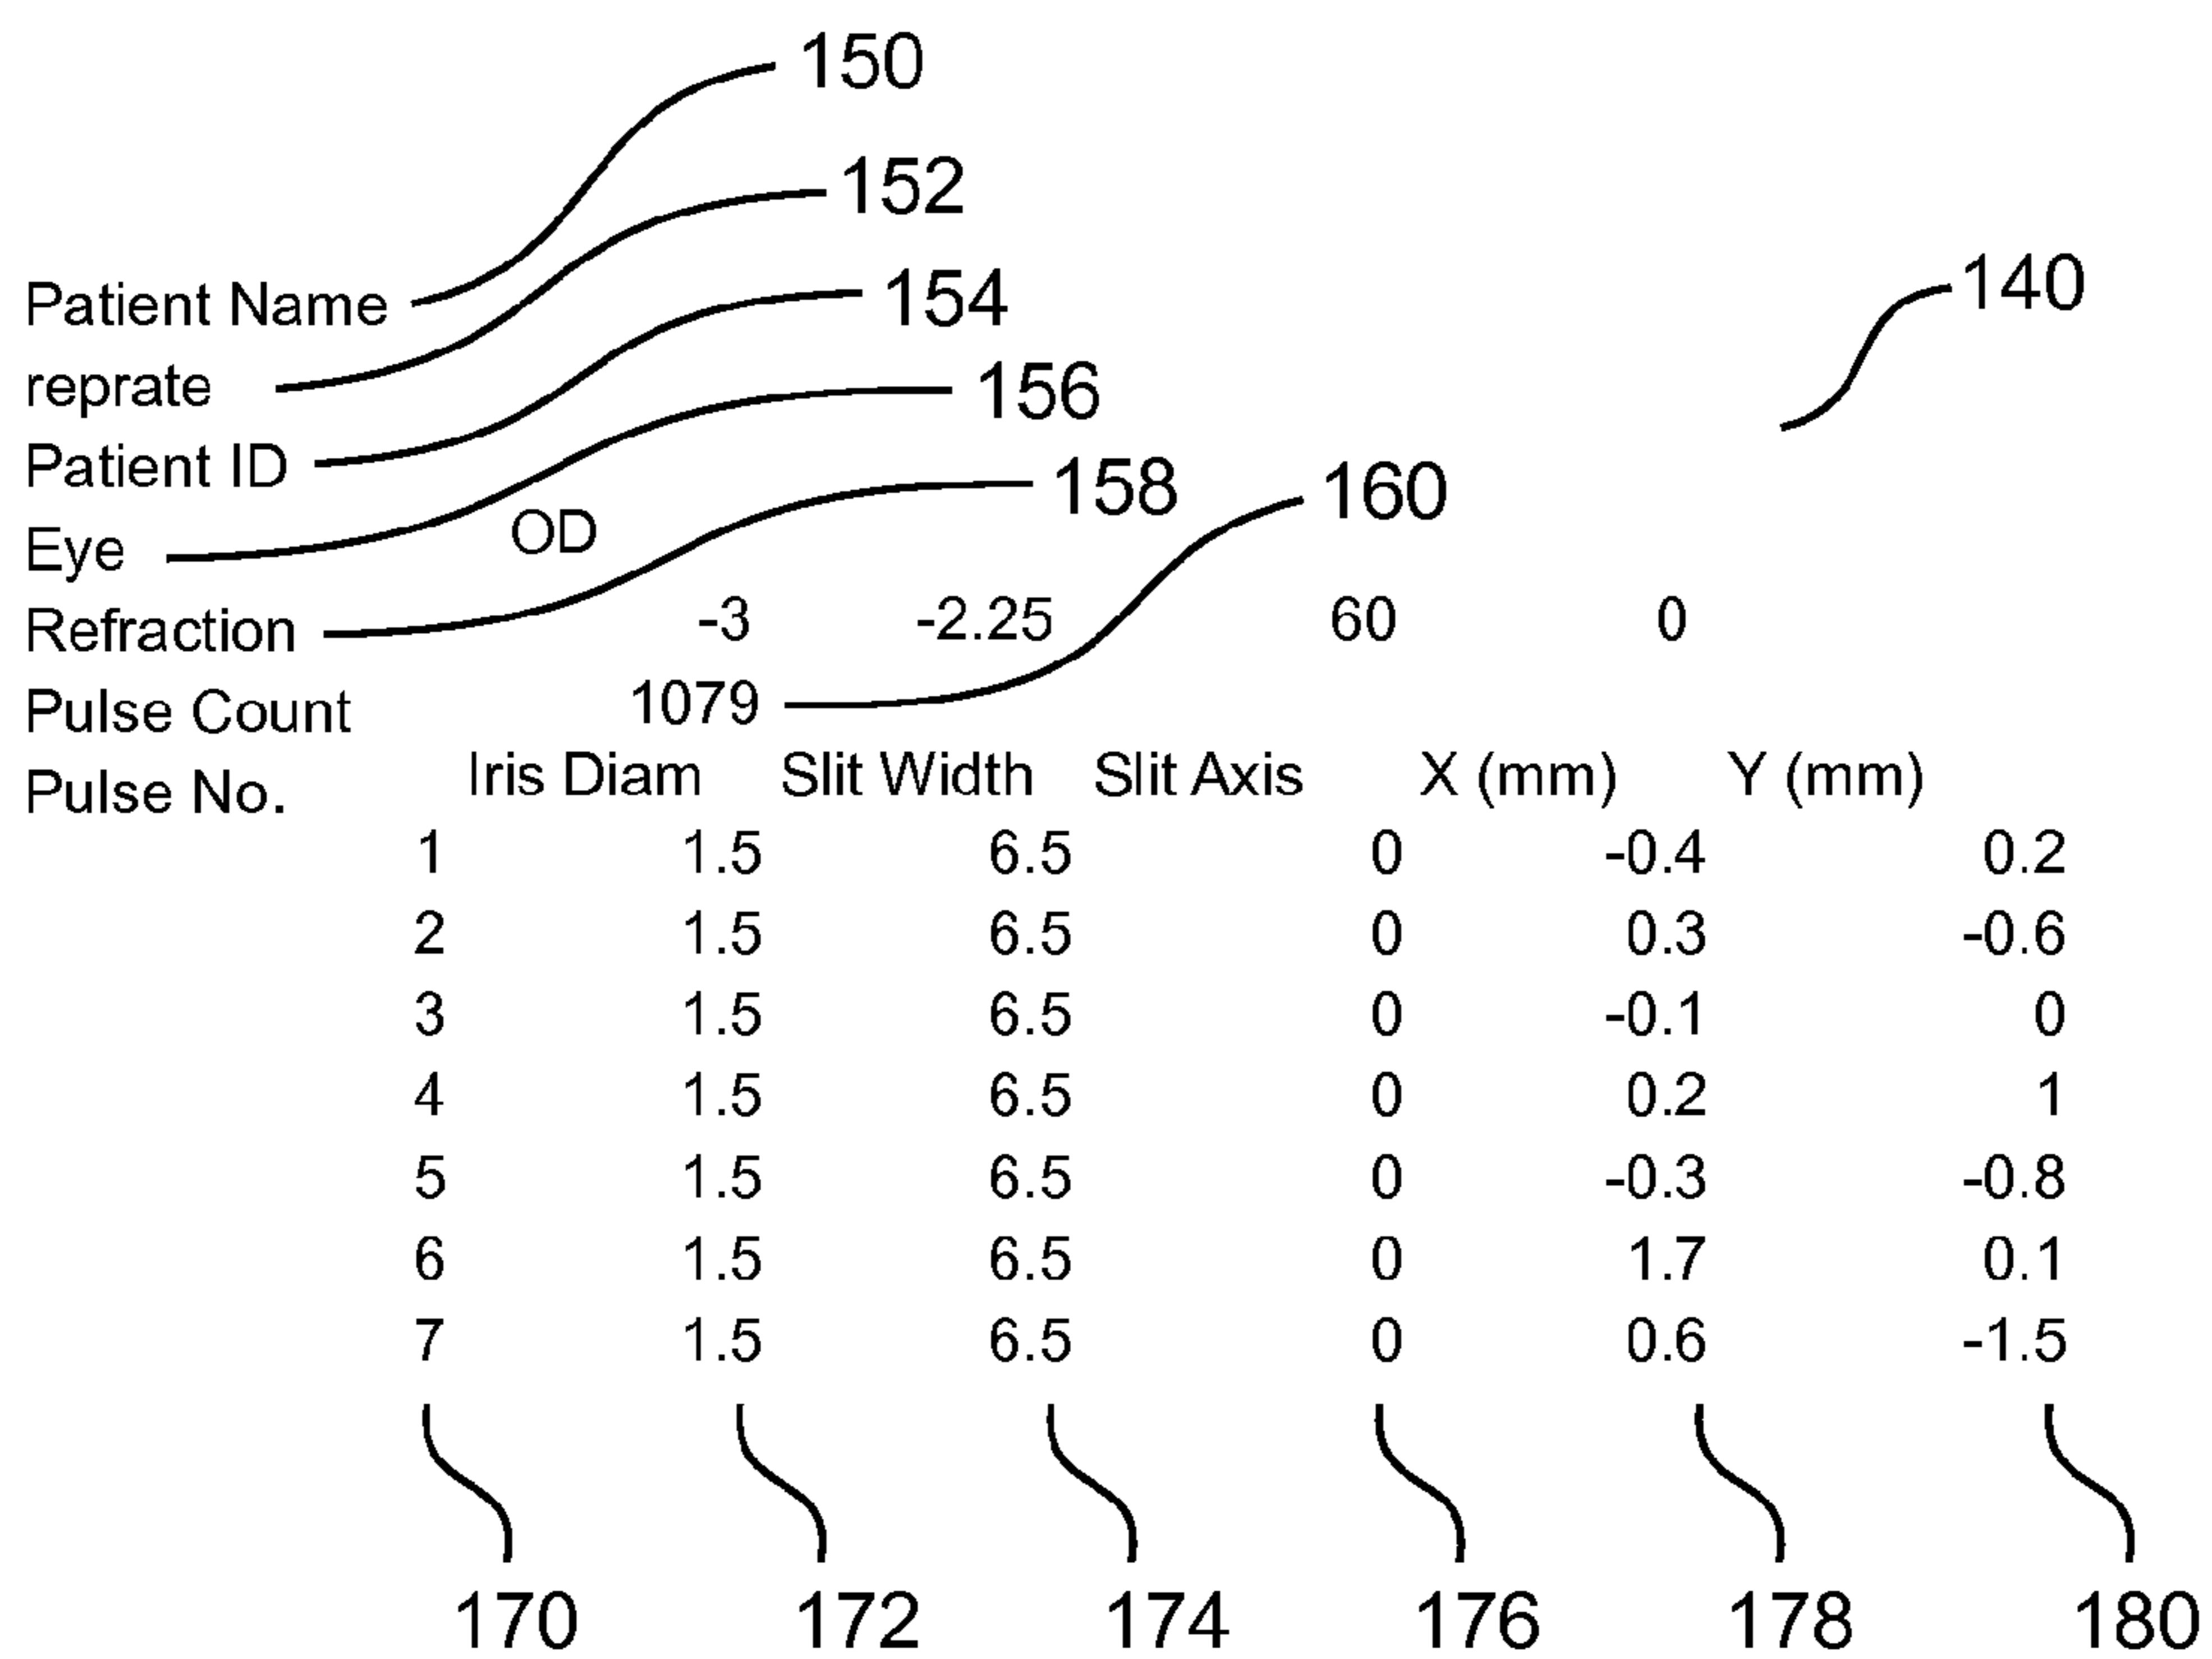 150
152
Patient Name 154 140
reprate 156
Patient ID 158 160
Eye OD
Refraction -3 -2.25 60 0
Pulse Count 1079
Pulse No. Iris Diam Slit Width Slit Axis X (mm) Y (mm)
1 1.5 6.5 0 -0.4 0.2
2 1.5 6.5 0 0.3 -0.6
3 1.5 6.5 0 -0.1 0
4 1.5 6.5 0 0.2 1
5 1.5 6.5 0 -0.3 -0.8
6 1.5 6.5 0 1.7 0.1
7 1.5 6.5 0 0.6 -1.5
170 172 174 176 178 180